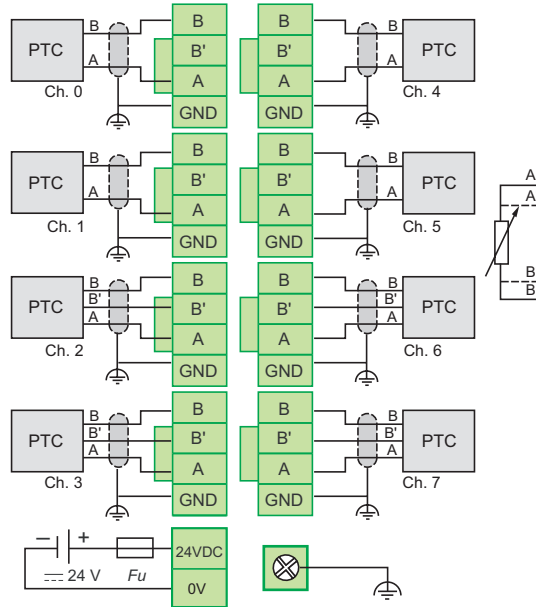 B B B B
PTC B' B' PTC
A A A A
Ch. 0 GND GND Ch. 4
B B B B
PTC B' B' PTC A
A A A A A
Ch. 1 GND GND Ch. 5
B B B B B
B' B' B' B' B
PTC PTC
A A A A
Ch. 2 GND GND Ch. 6
B B B B
B' B' B' B'
PTC PTC
A A A A
Ch. 3 GND GND Ch. 7
– + 24VDC
24 V Fu 0V